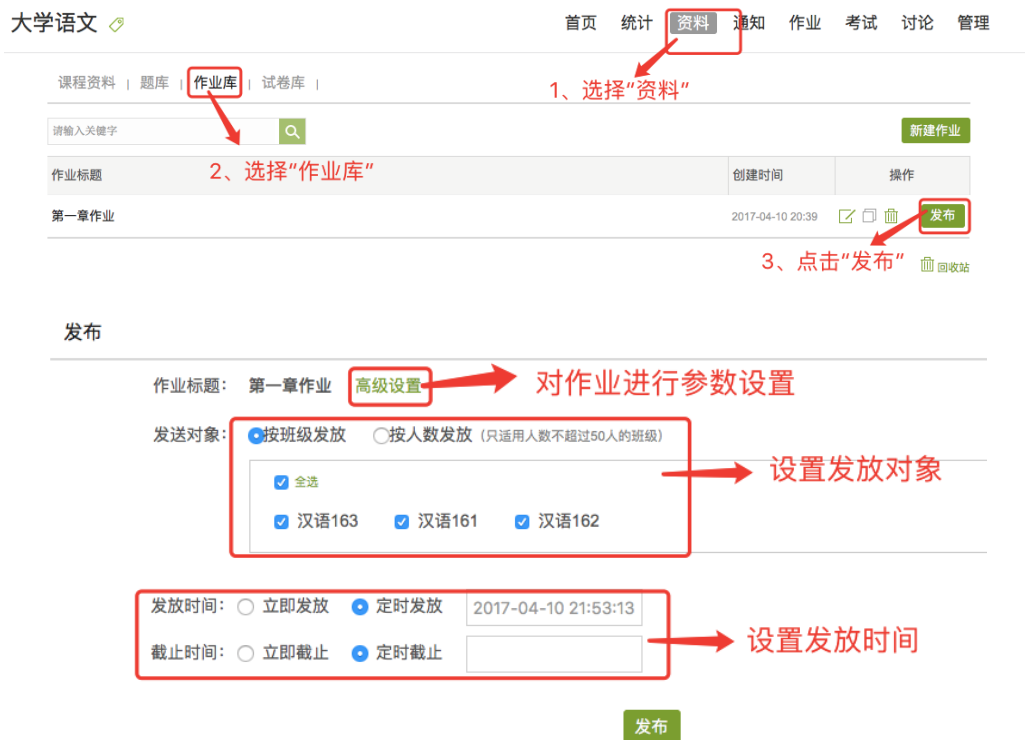 大学语文 首页 统计 资料 通知 作业 考试 讨论 管理
课程资料 | 题库 | 作业库 | 试卷库 |
1、选择“资料”
请输入关键字
新建作业
2、选择“作业库”
作业标题 创建时间 操作
第一章作业 2017-04-10 20:39 发布
3、点击“发布”
回收站
发布
作业标题: 第一章作业 高级设置
对作业进行参数设置
发送对象: 按班级发放 按人数发放 (只适用人数不超过50人的班级)
设置发放对象
全选
汉语163 汉语161 汉语162
发放时间: 立即发放 定时发放 2017-04-10 21:53:13
设置发放时间
截止时间: 立即截止 定时截止
发布